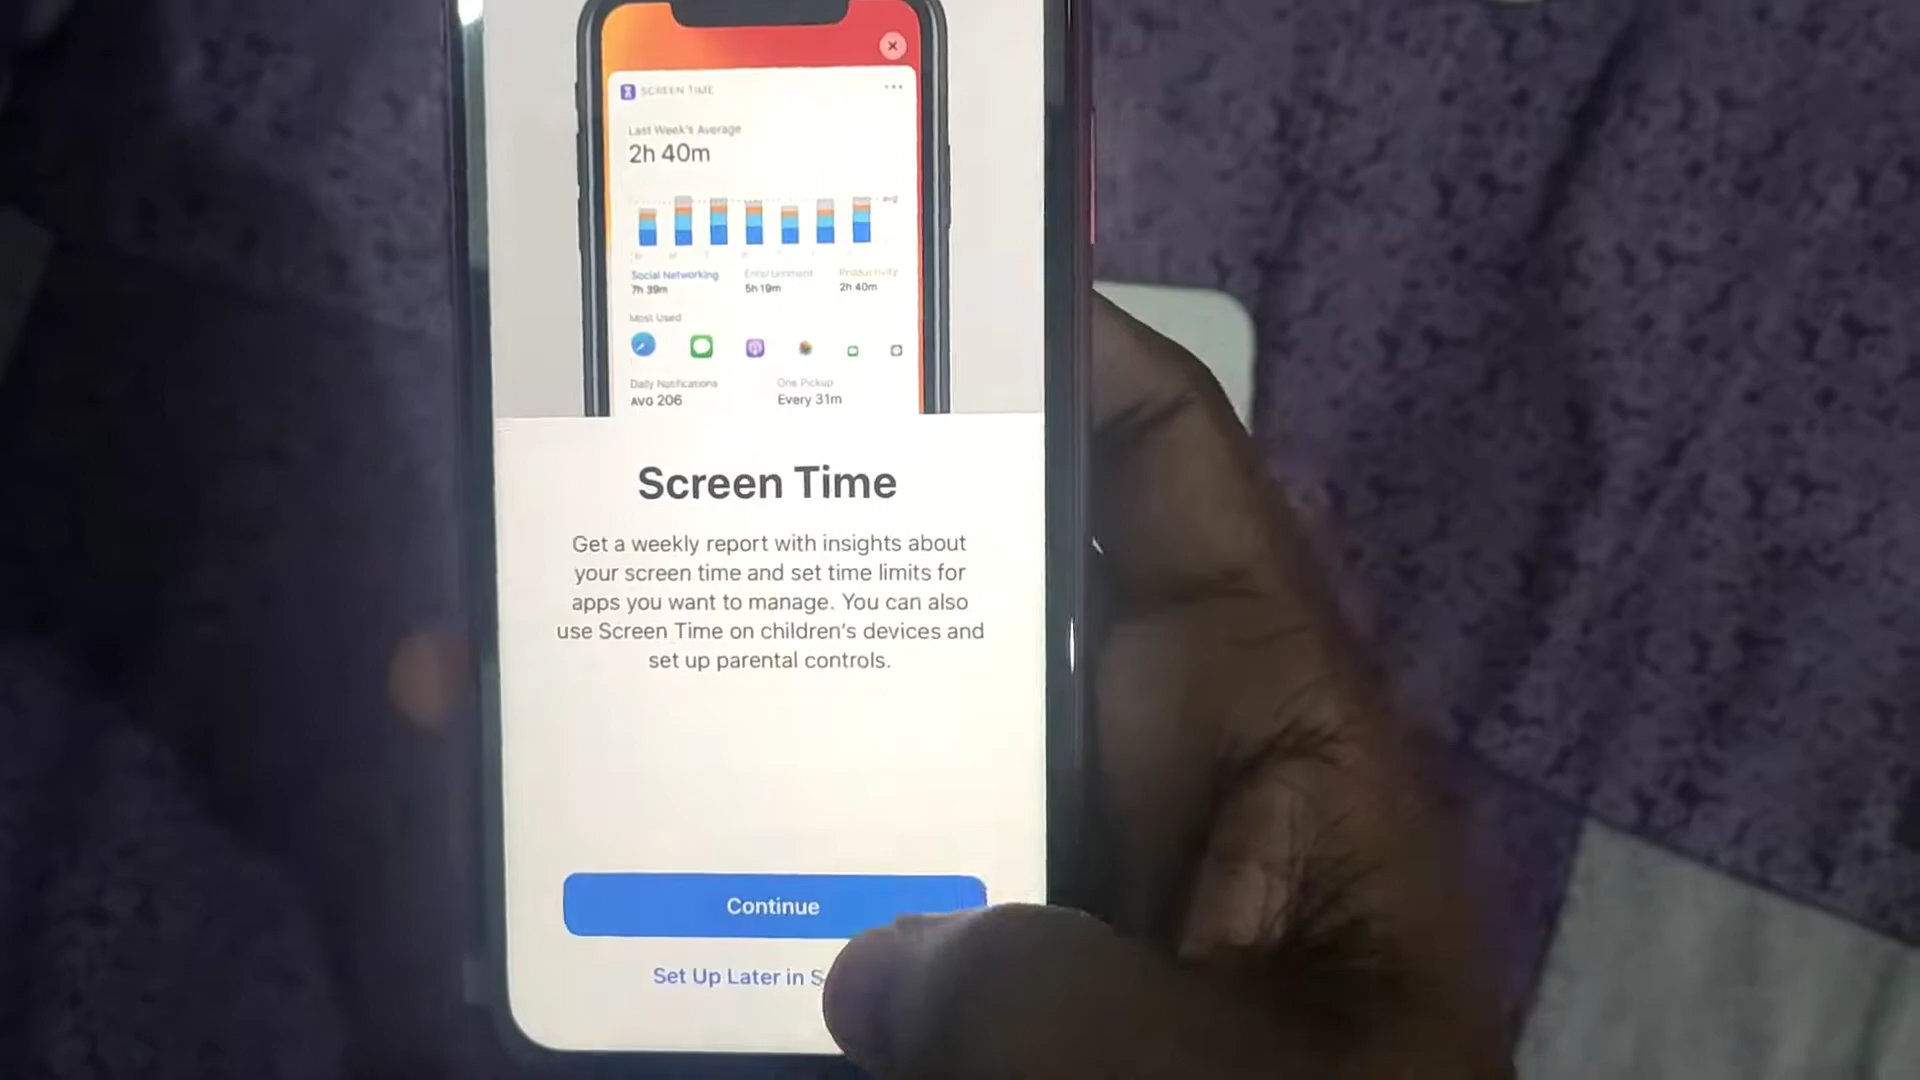 SCREEN TIME
Last Week's Average
2h 40m
avg
Social Networking Entertainment Productivity
7h 39m 5h 19m 2h 40m
Most Used
Daily Notifications One Pickup
AVG 206 Every 31m
Screen Time
Get a weekly report with insights about
your screen time and set time limits for
apps you want to manage. You can also
use Screen Time on children's devices and
set up parental controls.
Continue
Set Up Later in S